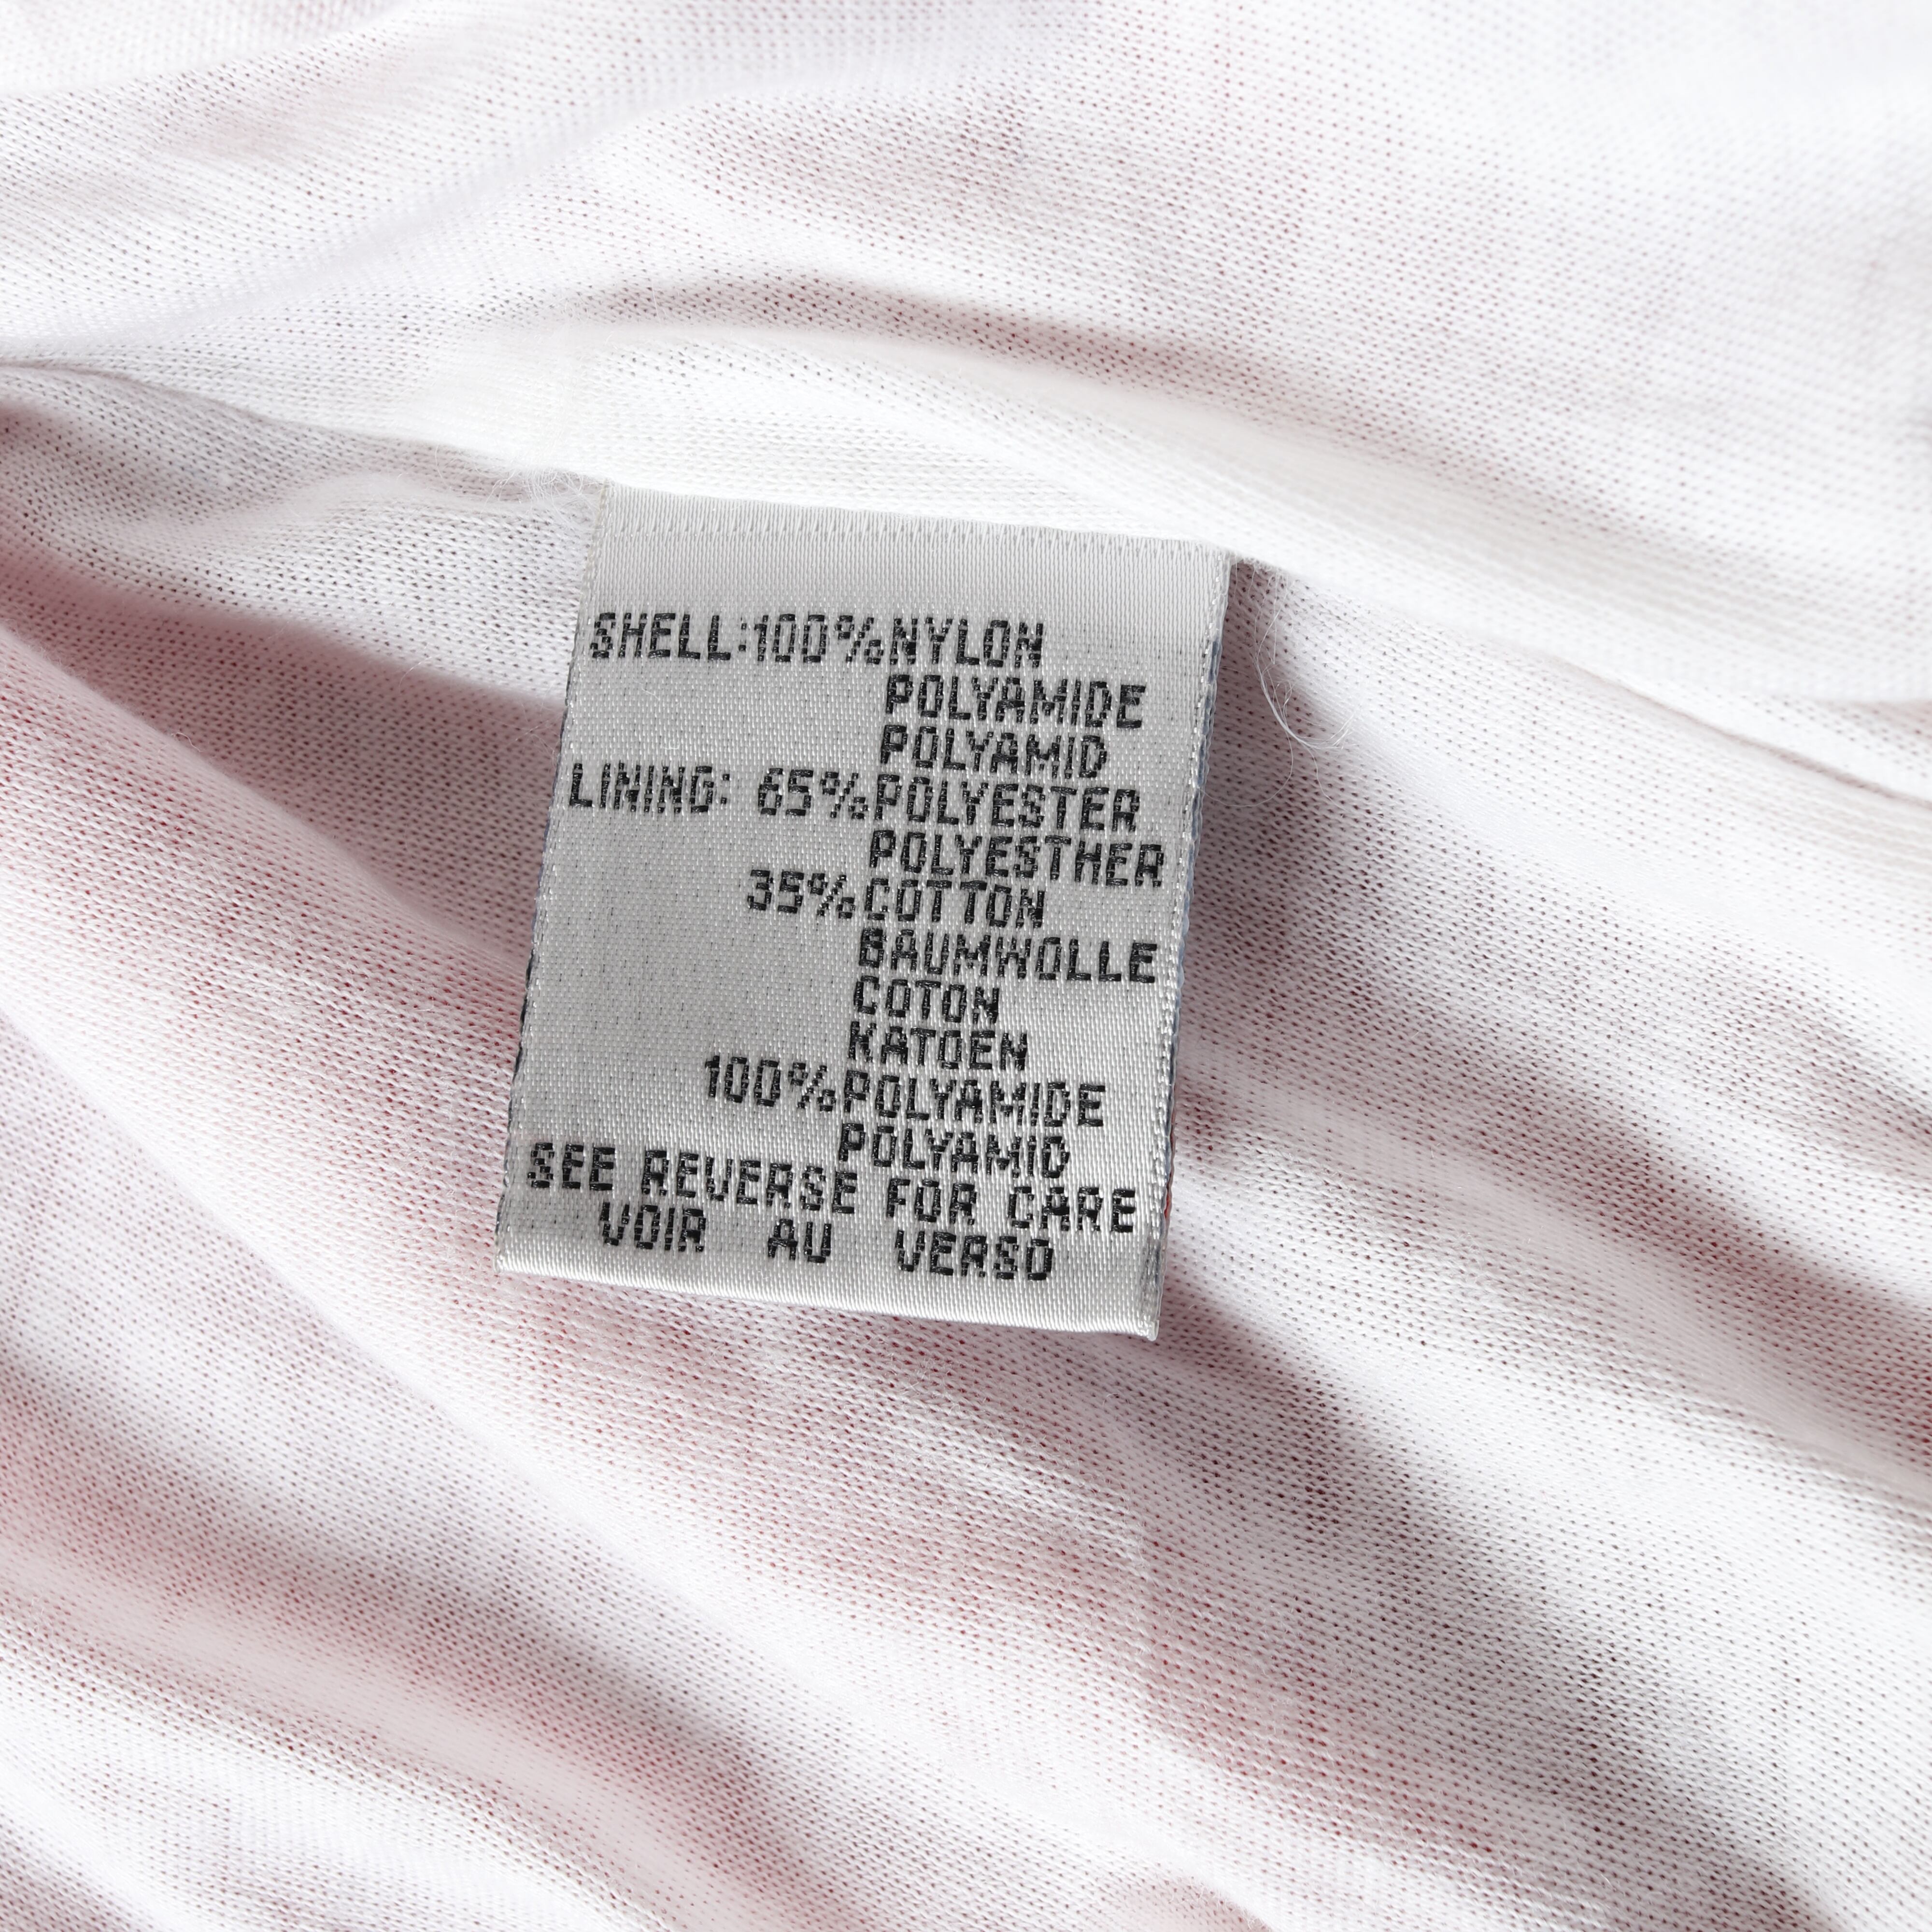 SHELL:100%NYLON
POLYAMIDE
POLYAMID
LINING: 65%POLYESTER
POLYESTHER
35%COTTON
BAUMWOLLE
COTON
KATOEN
100%POLYAMIDE
POLYAMID
SEE REVERSE FOR CARE
VOIR AU VERSO